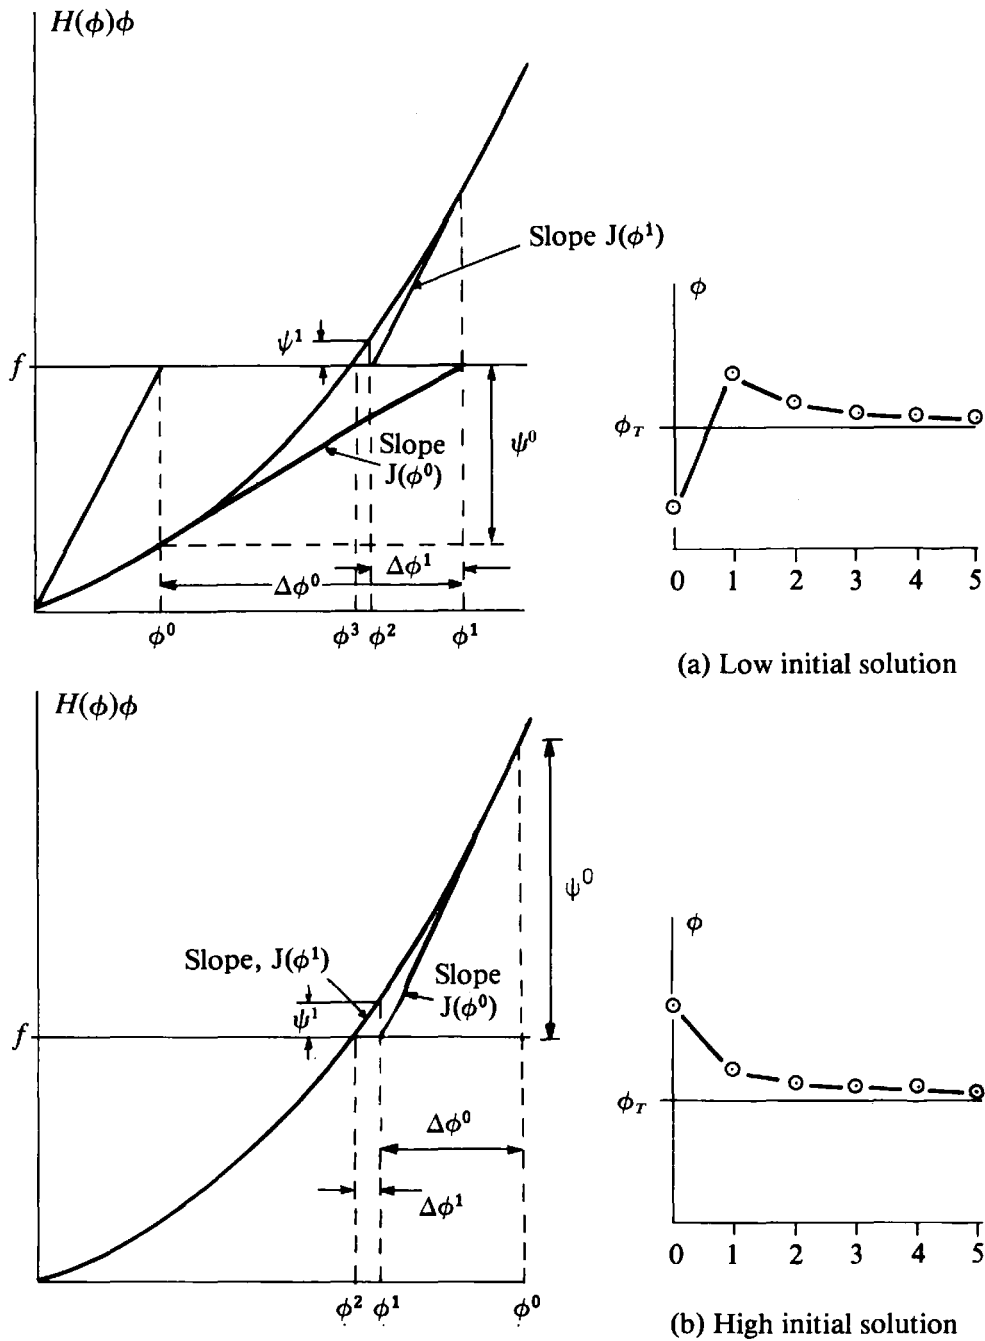 H(ϕ)ϕ
Slope J(ϕ¹)
ψ¹
f
ψ⁰
Slope
J(ϕ⁰)
Δϕ¹
Δϕ⁰
ϕ⁰ ϕ³ ϕ² ϕ¹
ϕ
ϕ_T
0 1 2 3 4 5
(a) Low initial solution
H(ϕ)ϕ
ψ⁰
Slope, J(ϕ¹)
Slope
J(ϕ⁰)
ψ¹
f
Δϕ⁰
Δϕ¹
ϕ² ϕ¹ ϕ⁰
ϕ
ϕ_T
0 1 2 3 4 5
(b) High initial solution